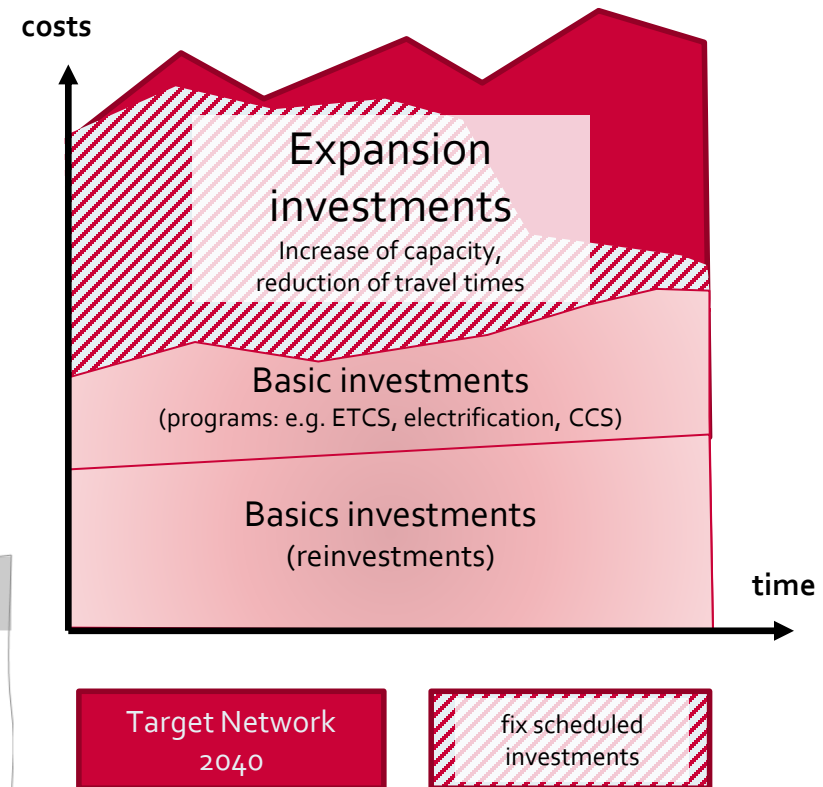 costs
Expansion
investments
Increase of capacity,
reduction of travel times
Basic investments
(programs: e.g. ETCS, electrification, CCS)
Basics investments
(reinvestments)
time
Target Network
2040
fix scheduled
investments